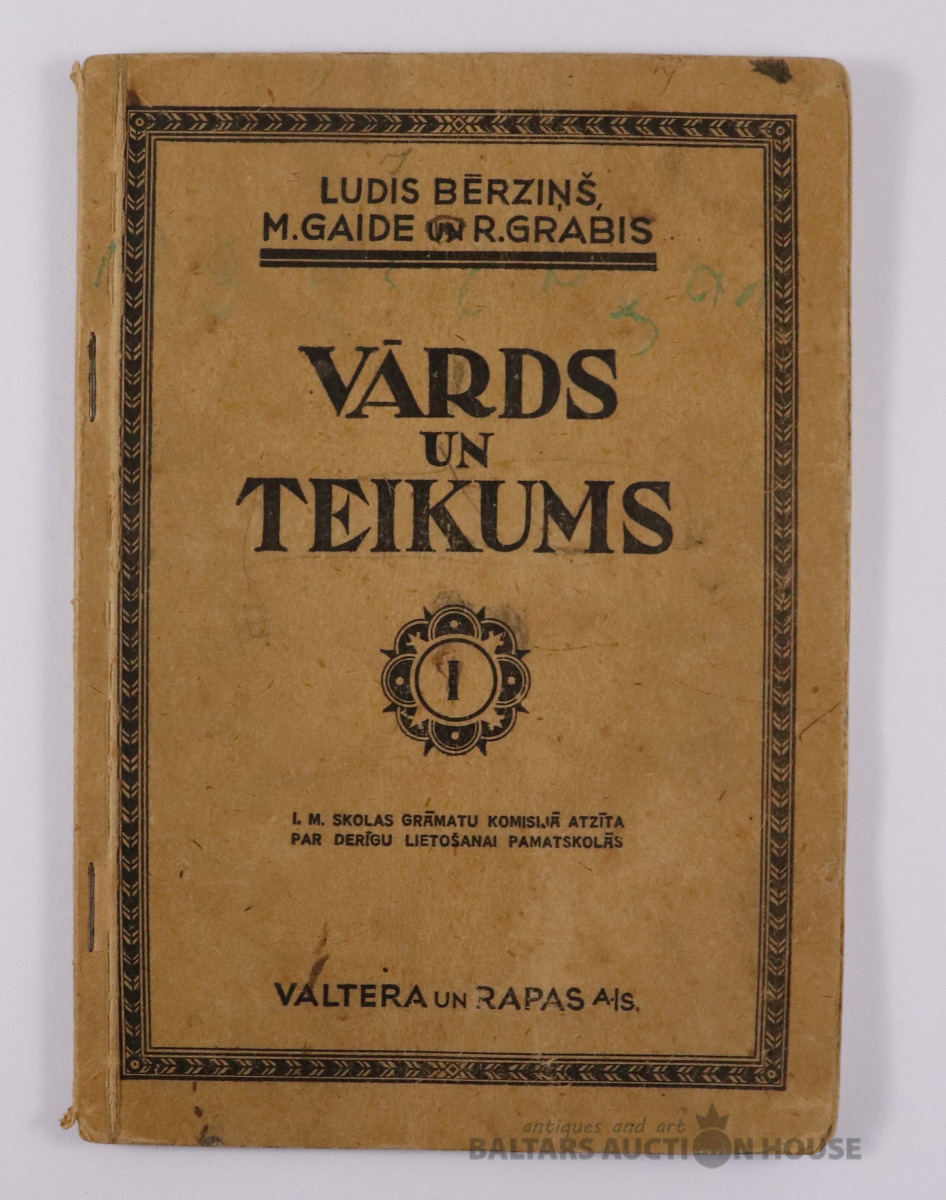 LUDIS BĒRZIŅŠ,
M. GAIDE UN R. GRABIS
VĀRDS
UN
TEIKUMS
I
I. M. SKOLAS GRĀMATU KOMISIJĀ ATZĪTA
PAR DERĪGU LIETOŠANAI PAMATSKOLĀS
VALTERA UN RAPAS A/S.
antiques and art
BALTARS AUCTION HOUSE